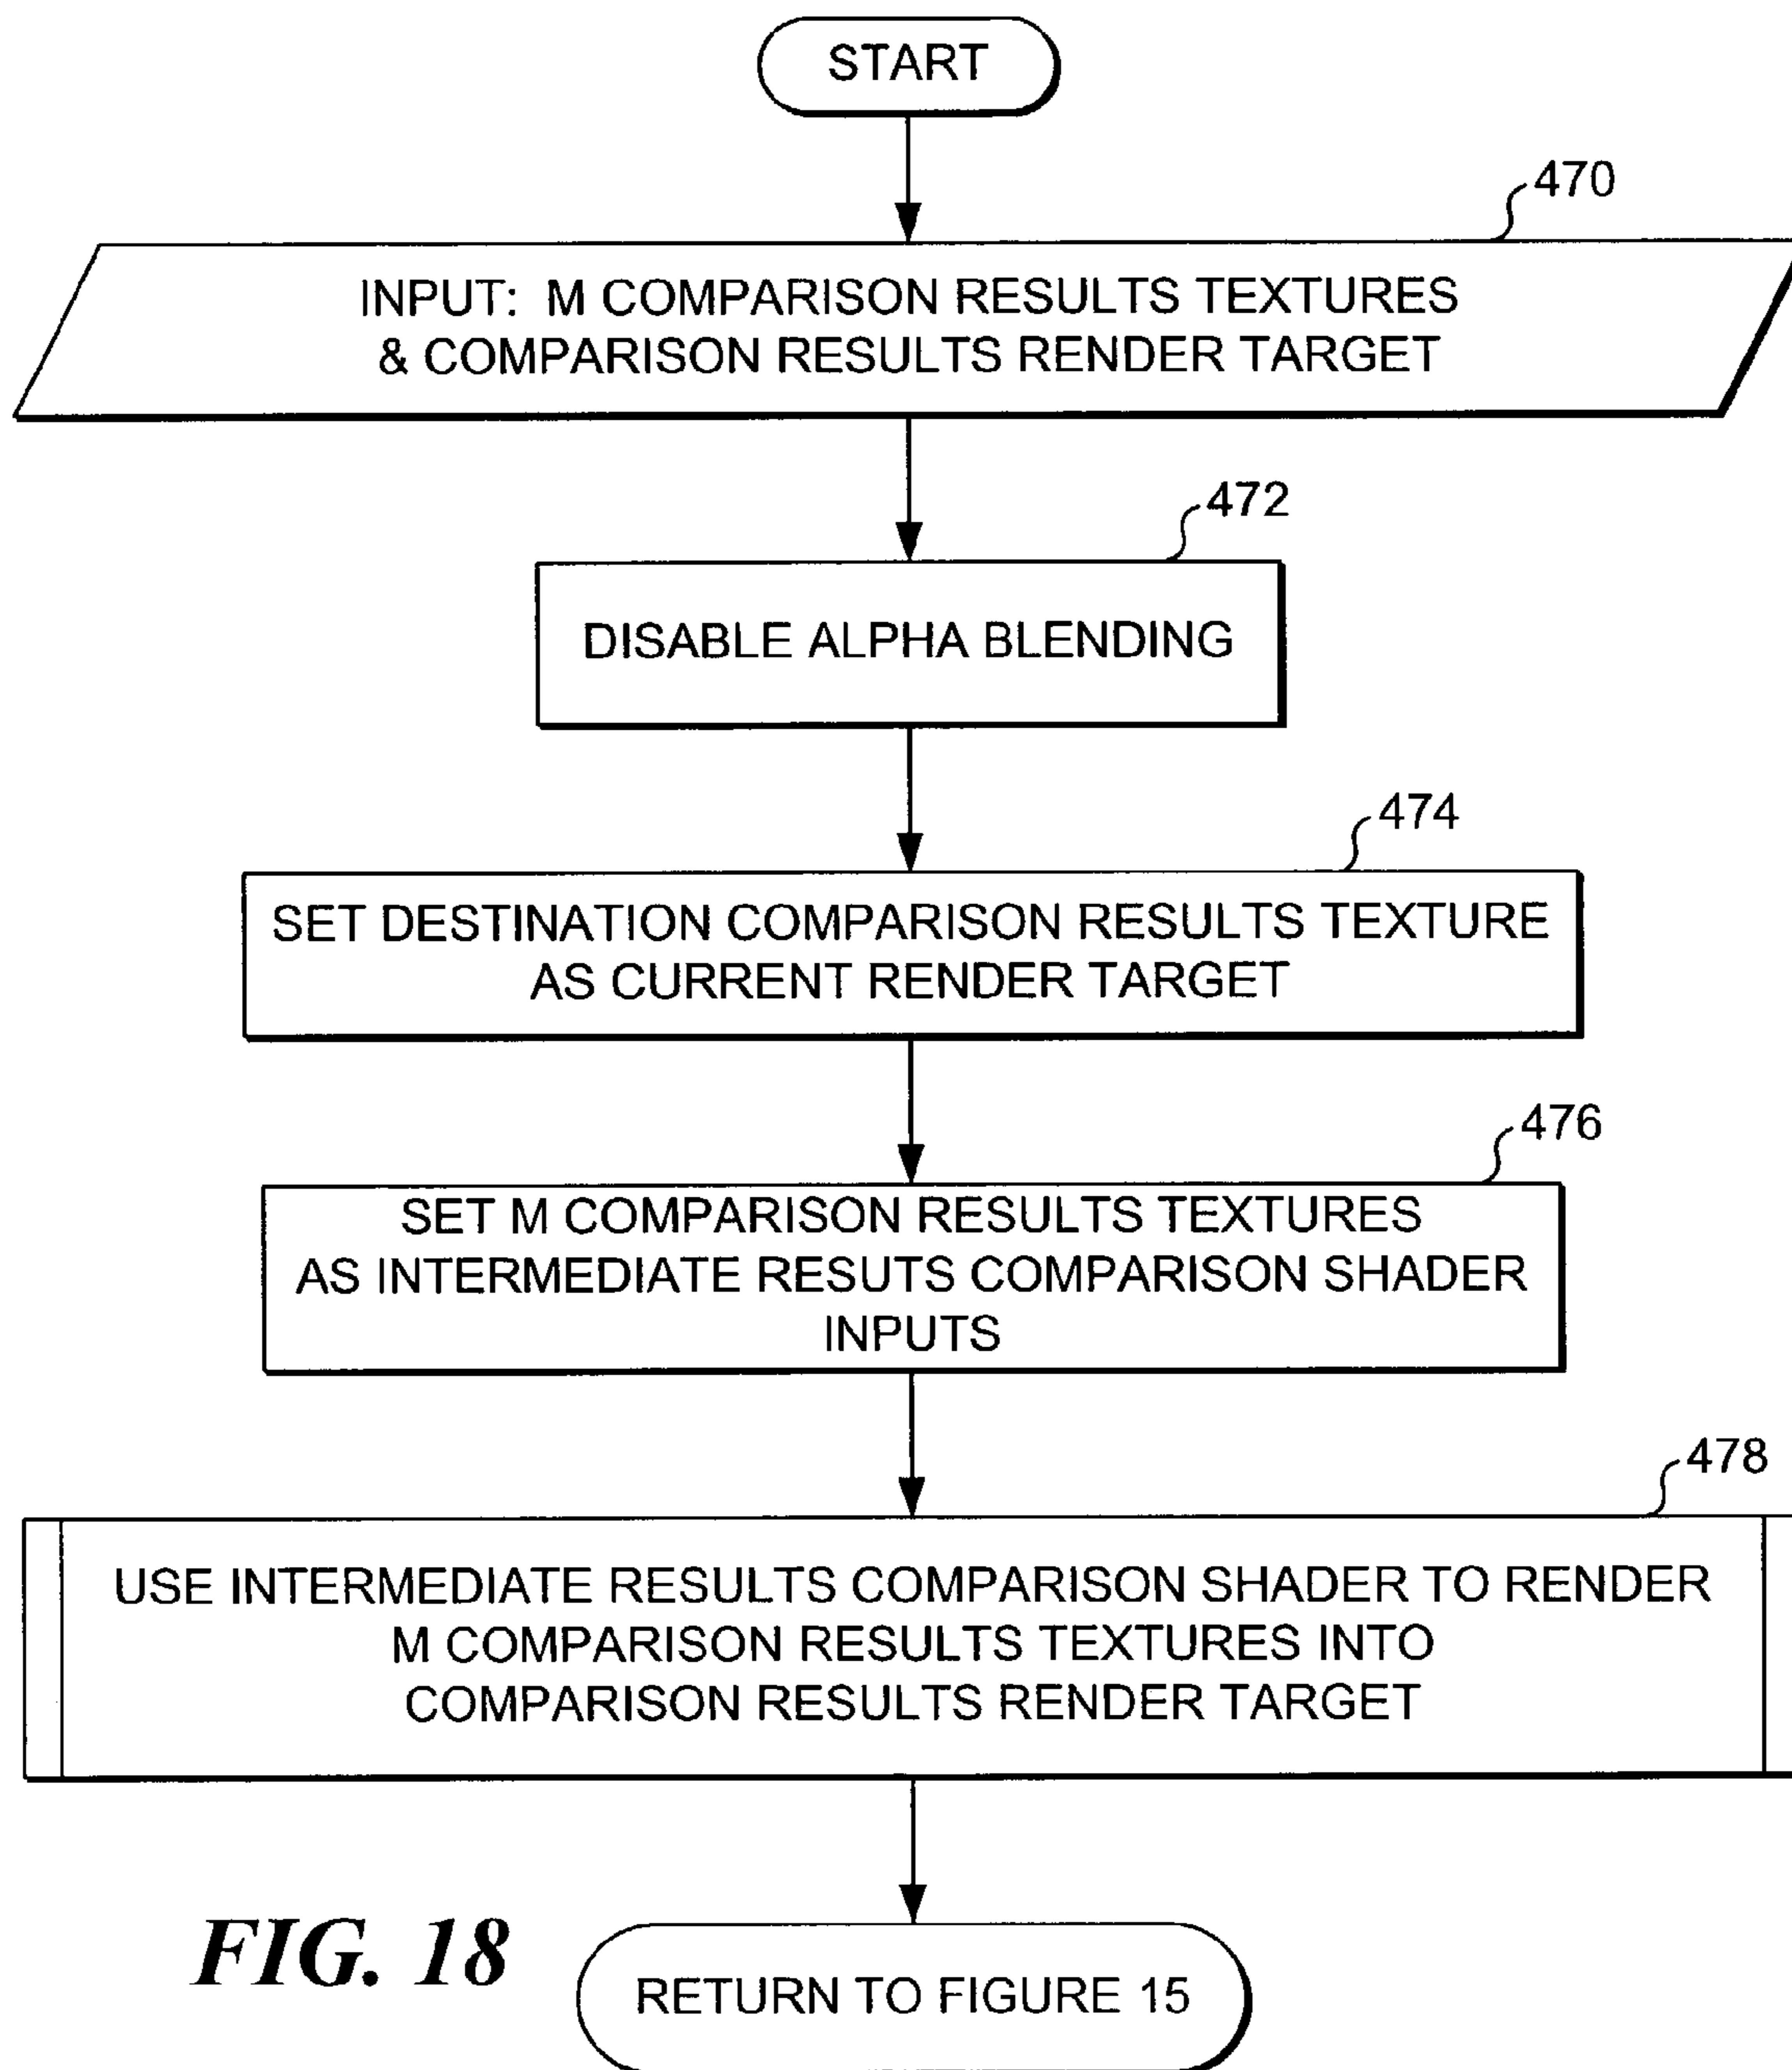 START
470
INPUT: M COMPARISON RESULTS TEXTURES
& COMPARISON RESULTS RENDER TARGET
472
DISABLE ALPHA BLENDING
474
SET DESTINATION COMPARISON RESULTS TEXTURE
AS CURRENT RENDER TARGET
476
SET M COMPARISON RESULTS TEXTURES
AS INTERMEDIATE RESUTS COMPARISON SHADER
INPUTS
478
USE INTERMEDIATE RESULTS COMPARISON SHADER TO RENDER
M COMPARISON RESULTS TEXTURES INTO
COMPARISON RESULTS RENDER TARGET
FIG. 18
RETURN TO FIGURE 15